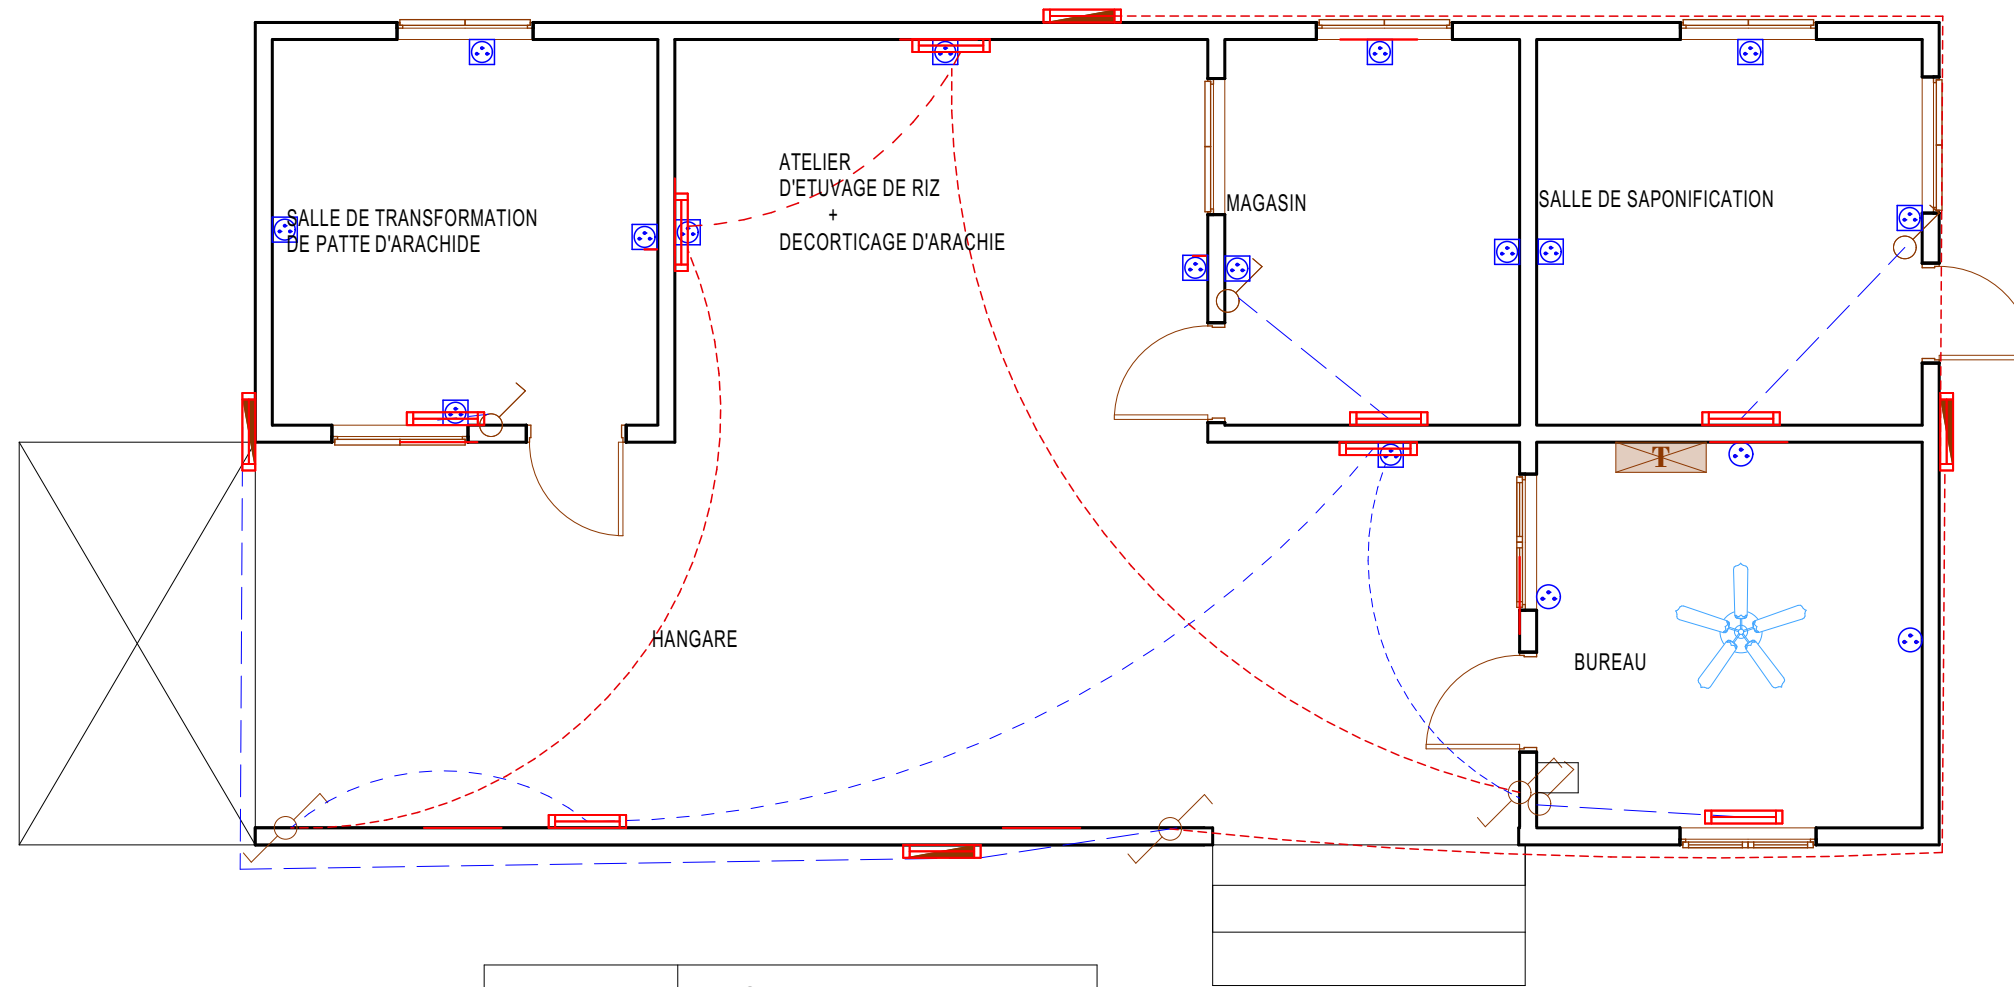 SALLE DE TRANSFORMATION
DE PATTE D'ARACHIDE
ATELIER
D'ETUVAGE DE RIZ
+
DECORTICAGE D'ARACHIE
MAGASIN
SALLE DE SAPONIFICATION
T
HANGARE
BUREAU